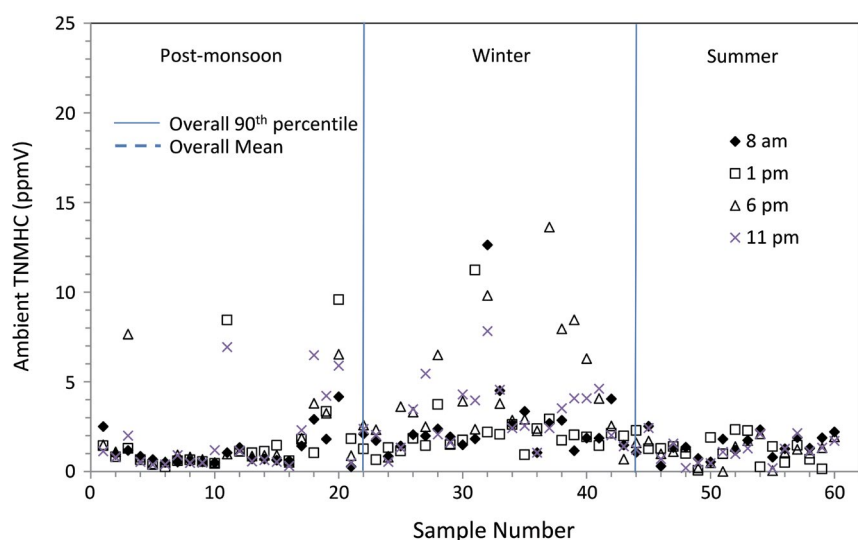 25
20
15
10
5
0
Ambient TNMHC (ppmV)
Post-monsoon
Winter
Summer
Overall 90th percentile
Overall Mean
8 am
1 pm
6 pm
11 pm
0 10 20 30 40 50 60
Sample Number